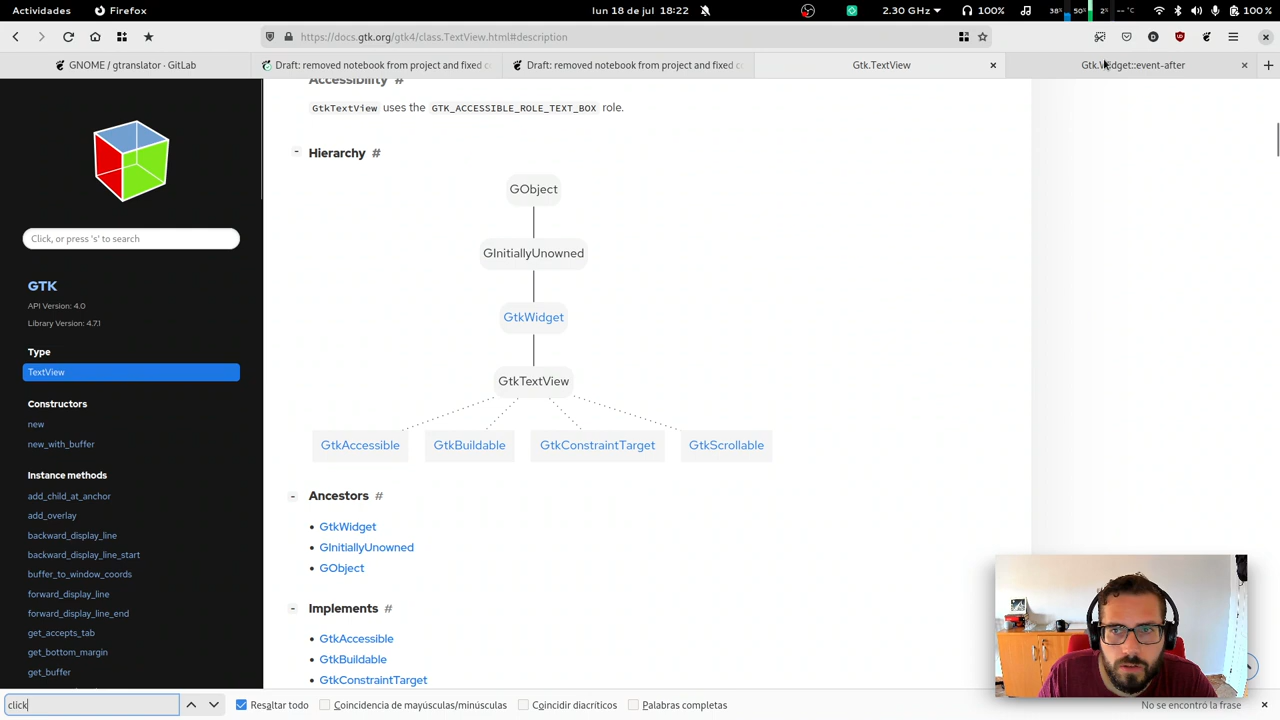 Actividades Firefox lun 18 de jul 18:22 2.30 GHz 100% 38% 50% 2% --°C 100 %
https://docs.gtk.org/gtk4/class.TextView.html#description
GNOME / gtranslator · GitLab Draft: removed notebook from project and fixed c Draft: removed notebook from project and fixed c Gtk.TextView Gtk.Widget::event-after
Click, or press 's' to search
GTK
API Version: 4.0
Library Version: 4.7.1
Type
TextView
Constructors
new
new_with_buffer
Instance methods
add_child_at_anchor
add_overlay
backward_display_line
backward_display_line_start
buffer_to_window_coords
forward_display_line
forward_display_line_end
get_accepts_tab
get_bottom_margin
get_buffer
Accessibility #
GtkTextView uses the GTK_ACCESSIBLE_ROLE_TEXT_BOX role.
- Hierarchy #
GObject
GInitiallyUnowned
GtkWidget
GtkTextView
GtkAccessible GtkBuildable GtkConstraintTarget GtkScrollable
- Ancestors #
• GtkWidget
• GInitiallyUnowned
• GObject
- Implements #
• GtkAccessible
• GtkBuildable
• GtkConstraintTarget
click Resaltar todo Coincidencia de mayúsculas/minúsculas Coincidir diacríticos Palabras completas No se encontró la frase